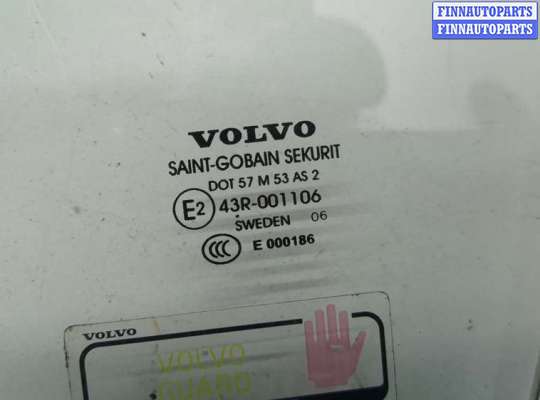 FINNAUTOPARTS
FINNAUTOPARTS
VOLVO
SAINT-GOBAIN SEKURIT
DOT 57 M 53 AS 2
E2 43R-001106
SWEDEN 06
CCC E 000186
VOLVO
VOLVO
GUARD